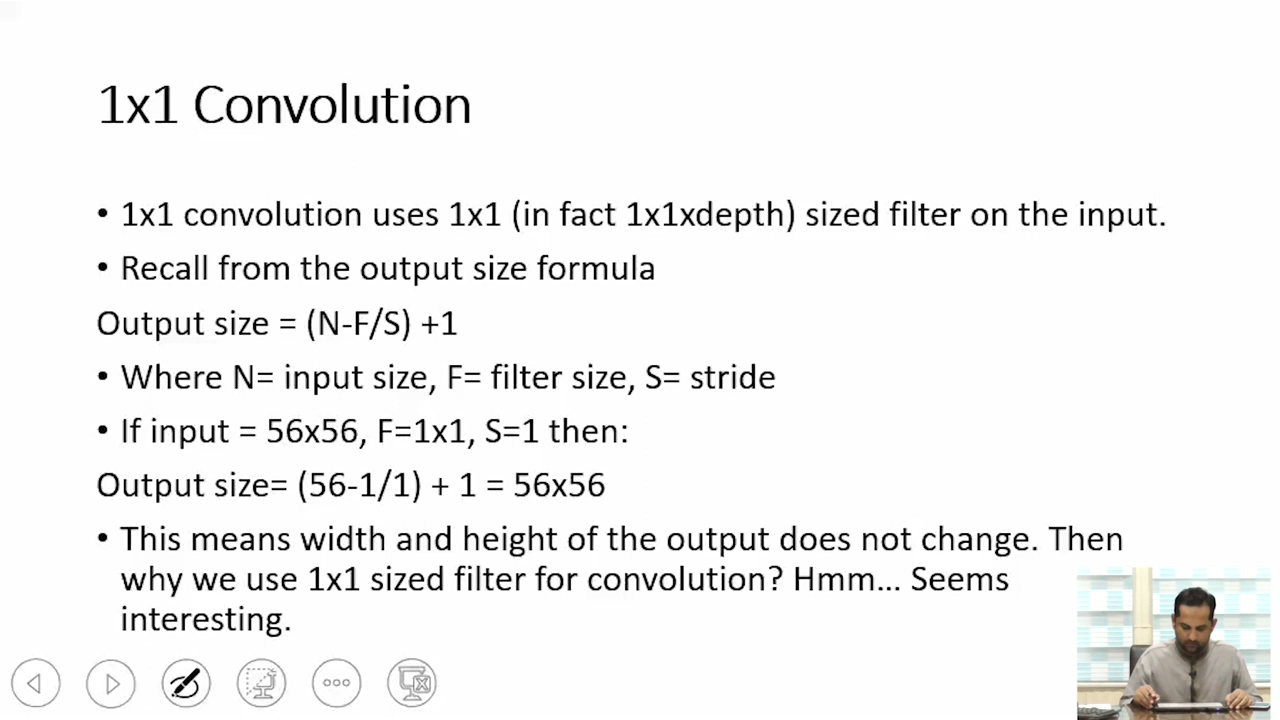 1x1 Convolution
• 1x1 convolution uses 1x1 (in fact 1x1xdepth) sized filter on the input.
• Recall from the output size formula
Output size = (N-F/S) +1
• Where N= input size, F= filter size, S= stride
• If input = 56x56, F=1x1, S=1 then:
Output size= (56-1/1) + 1 = 56x56
• This means width and height of the output does not change. Then
why we use 1x1 sized filter for convolution? Hmm... Seems
interesting.